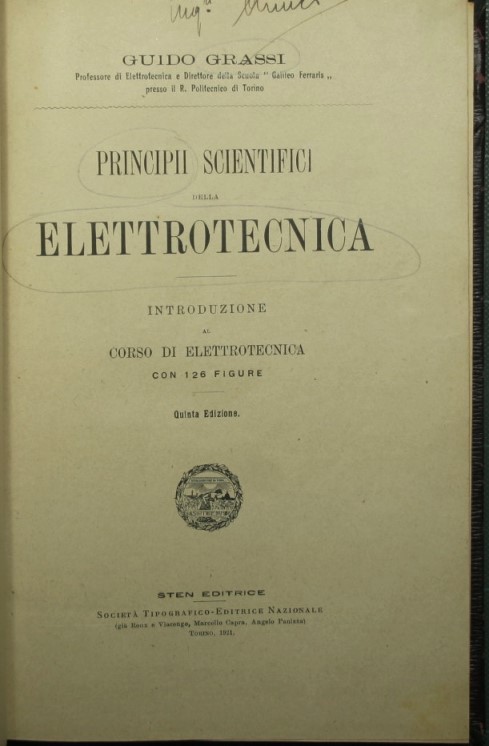 GUIDO GRASSI
Professore di Elettrotecnica e Direttore della Scuola “ Galileo Ferraris „
presso il R. Politecnico di Torino
PRINCIPII SCIENTIFICI
DELLA
ELETTROTECNICA
INTRODUZIONE
AL
CORSO DI ELETTROTECNICA
CON 126 FIGURE
Quinta Edizione.
STEN EDITRICE
SOCIETÀ TIPOGRAFICO-EDITRICE NAZIONALE
(già Roux e Viarengo, Marcello Capra, Angelo Panizza)
TORINO, 1921.